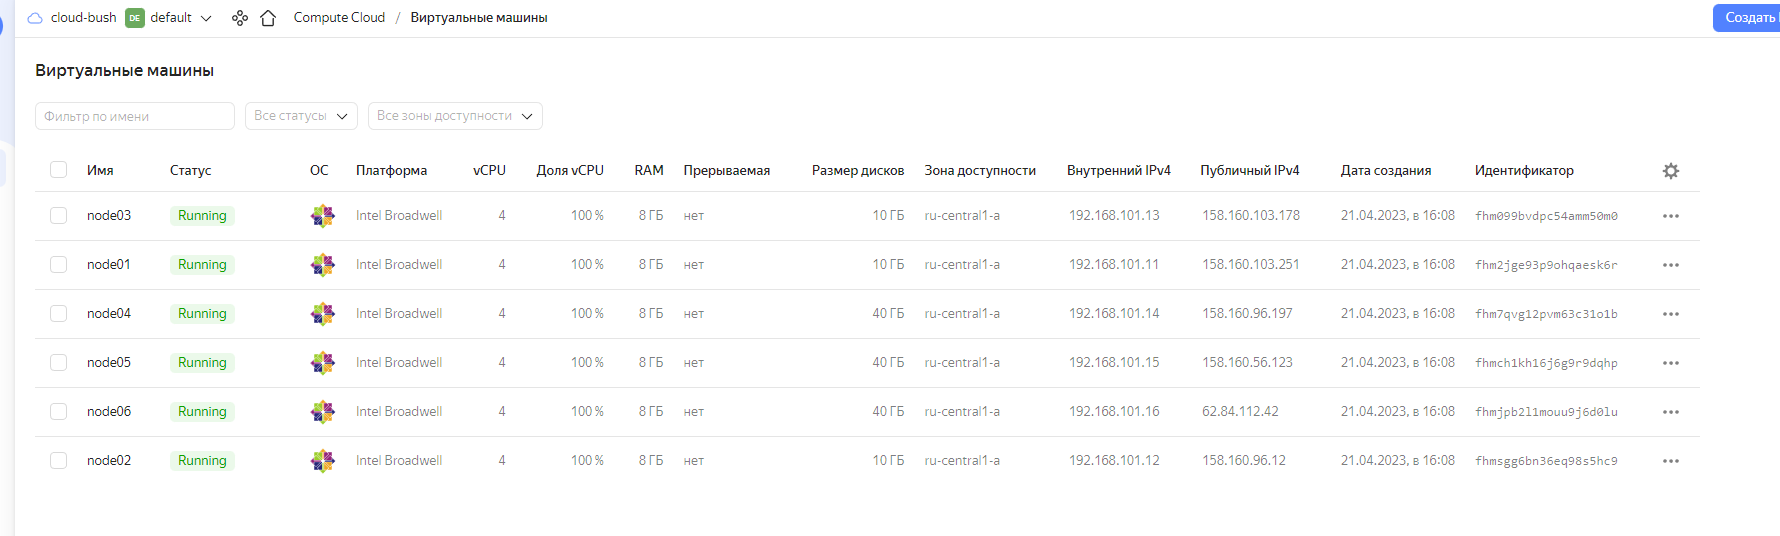 cloud-bush DE default Compute Cloud / Виртуальные машины Создать
Виртуальные машины
Фильтр по имени Все статусы Все зоны доступности
Имя Статус ОС Платформа vCPU Доля vCPU RAM Прерываемая Размер дисков Зона доступности Внутренний IPv4 Публичный IPv4 Дата создания Идентификатор
node03 Running Intel Broadwell 4 100 % 8 ГБ нет 10 ГБ ru-central1-a 192.168.101.13 158.160.103.178 21.04.2023, в 16:08 fhm099bvdpc54amm50m0
node01 Running Intel Broadwell 4 100 % 8 ГБ нет 10 ГБ ru-central1-a 192.168.101.11 158.160.103.251 21.04.2023, в 16:08 fhm2jge93p9ohqaesk6r
node04 Running Intel Broadwell 4 100 % 8 ГБ нет 40 ГБ ru-central1-a 192.168.101.14 158.160.96.197 21.04.2023, в 16:08 fhm7qvg12pvm63c31o1b
node05 Running Intel Broadwell 4 100 % 8 ГБ нет 40 ГБ ru-central1-a 192.168.101.15 158.160.56.123 21.04.2023, в 16:08 fhmch1kh16j6g9r9dqhp
node06 Running Intel Broadwell 4 100 % 8 ГБ нет 40 ГБ ru-central1-a 192.168.101.16 62.84.112.42 21.04.2023, в 16:08 fhmjpb2l1mouu9j6d0lu
node02 Running Intel Broadwell 4 100 % 8 ГБ нет 10 ГБ ru-central1-a 192.168.101.12 158.160.96.12 21.04.2023, в 16:08 fhmsgg6bn36eq98s5hc9